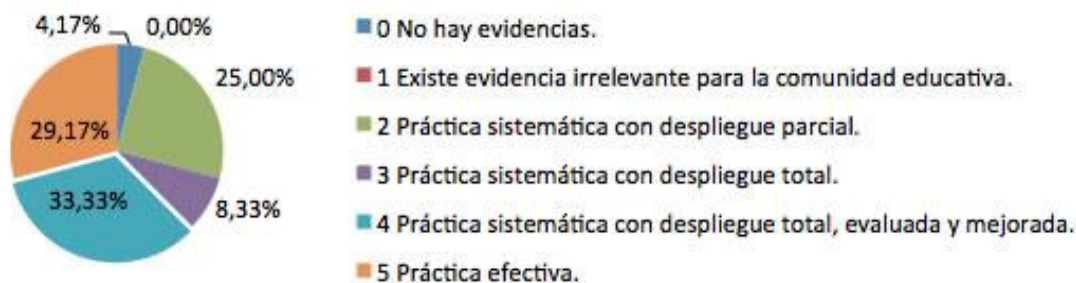 4,17%
0,00%
25,00%
8,33%
33,33%
29,17%
0 No hay evidencias.
1 Existe evidencia irrelevante para la comunidad educativa.
2 Práctica sistemática con despliegue parcial.
3 Práctica sistemática con despliegue total.
4 Práctica sistemática con despliegue total, evaluada y mejorada.
5 Práctica efectiva.